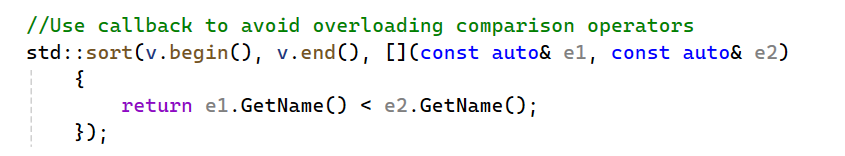 //Use callback to avoid overloading comparison operators
std::sort(v.begin(), v.end(), [](const auto& e1, const auto& e2)
{
return e1.GetName() < e2.GetName();
});